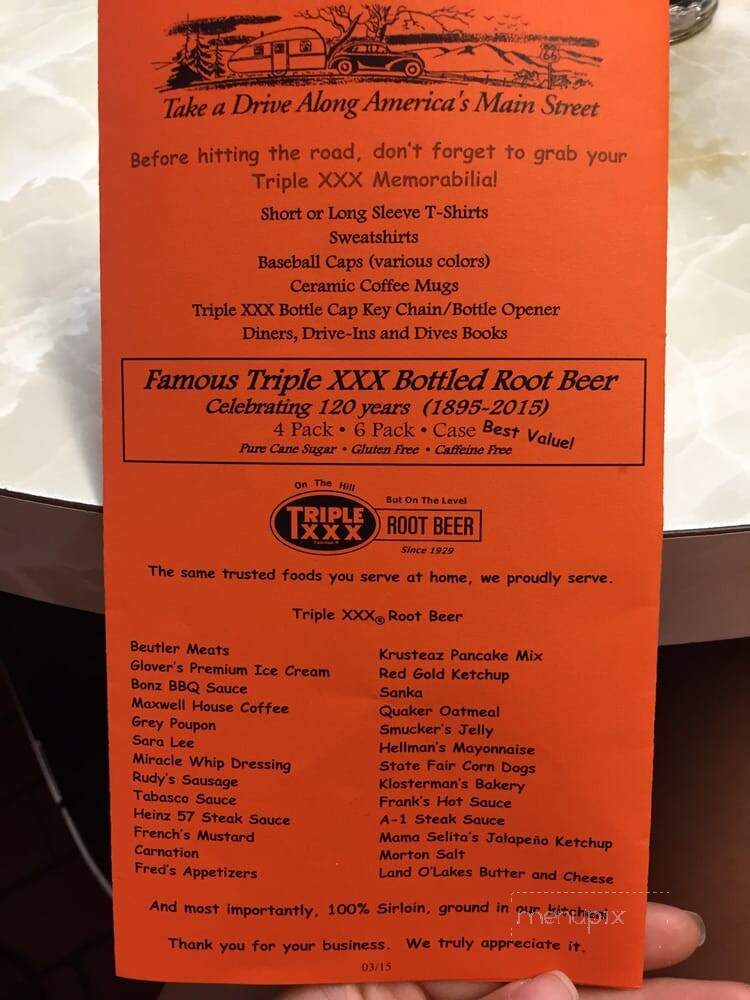 66
Take a Drive Along America's Main Street
Before hitting the road, don't forget to grab your
Triple XXX Memorabilia!
Short or Long Sleeve T-Shirts
Sweatshirts
Baseball Caps (various colors)
Ceramic Coffee Mugs
Triple XXX Bottle Cap Key Chain/Bottle Opener
Diners, Drive-Ins and Dives Books
Famous Triple XXX Bottled Root Beer
Celebrating 120 years (1895-2015)
4 Pack • 6 Pack • Case Best Value!
Pure Cane Sugar • Gluten Free • Caffeine Free
On The Hill
But On The Level
TRIPLE
XXX
ROOT BEER
Since 1929
The same trusted foods you serve at home, we proudly serve.
Triple XXX® Root Beer
Beutler Meats
Glover's Premium Ice Cream
Bonz BBQ Sauce
Maxwell House Coffee
Grey Poupon
Sara Lee
Miracle Whip Dressing
Rudy's Sausage
Tabasco Sauce
Heinz 57 Steak Sauce
French's Mustard
Carnation
Fred's Appetizers
Krusteaz Pancake Mix
Red Gold Ketchup
Sanka
Quaker Oatmeal
Smucker's Jelly
Hellman's Mayonnaise
State Fair Corn Dogs
Klosterman's Bakery
Frank's Hot Sauce
A-1 Steak Sauce
Mama Selita's Jalapeño Ketchup
Morton Salt
Land O'Lakes Butter and Cheese
And most importantly, 100% Sirloin, ground in our kitchen!
menupix
Thank you for your business. We truly appreciate it.
03/15